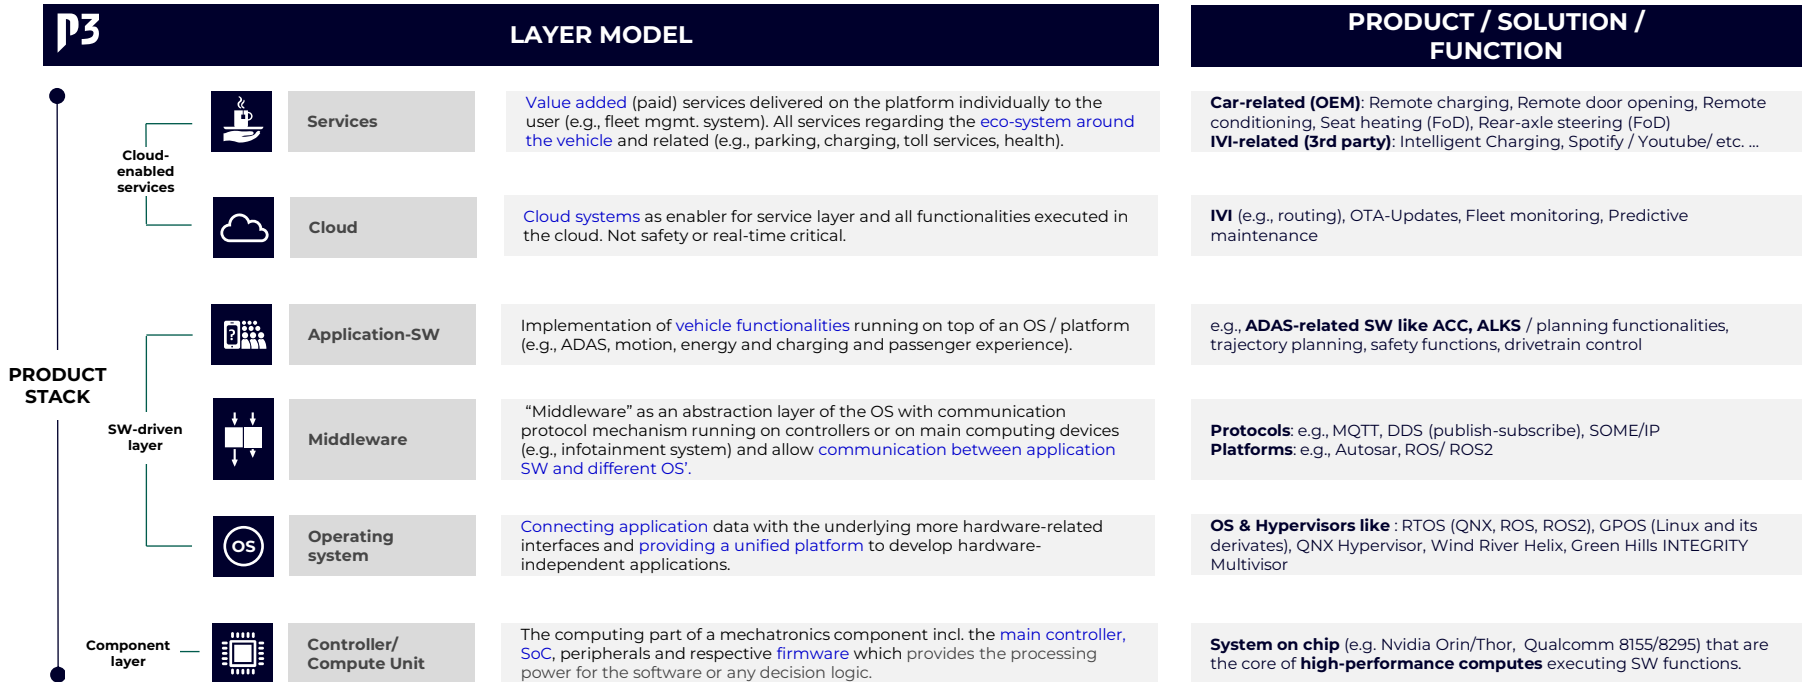 P3
LAYER MODEL
PRODUCT / SOLUTION /
FUNCTION
PRODUCT
STACK
Cloud-
enabled
services
Services
Value added (paid) services delivered on the platform individually to the
user (e.g., fleet mgmt. system). All services regarding the eco-system around
the vehicle and related (e.g., parking, charging, toll services, health).
Car-related (OEM): Remote charging, Remote door opening, Remote
conditioning, Seat heating (FoD), Rear-axle steering (FoD)
IVI-related (3rd party): Intelligent Charging, Spotify / Youtube/ etc. ...
Cloud
Cloud systems as enabler for service layer and all functionalities executed in
the cloud. Not safety or real-time critical.
IVI (e.g., routing), OTA-Updates, Fleet monitoring, Predictive
maintenance
SW-driven
layer
?
Application-SW
Implementation of vehicle functionalities running on top of an OS / platform
(e.g., ADAS, motion, energy and charging and passenger experience).
e.g., ADAS-related SW like ACC, ALKS / planning functionalities,
trajectory planning, safety functions, drivetrain control
Middleware
“Middleware” as an abstraction layer of the OS with communication
protocol mechanism running on controllers or on main computing devices
(e.g., infotainment system) and allow communication between application
SW and different OS’.
Protocols: e.g., MQTT, DDS (publish-subscribe), SOME/IP
Platforms: e.g., Autosar, ROS/ ROS2
OS
Operating
system
Connecting application data with the underlying more hardware-related
interfaces and providing a unified platform to develop hardware-
independent applications.
OS & Hypervisors like : RTOS (QNX, ROS, ROS2), GPOS (Linux and its
derivates), QNX Hypervisor, Wind River Helix, Green Hills INTEGRITY
Multivisor
Component
layer
Controller/
Compute Unit
The computing part of a mechatronics component incl. the main controller,
SoC, peripherals and respective firmware which provides the processing
power for the software or any decision logic.
System on chip (e.g. Nvidia Orin/Thor, Qualcomm 8155/8295) that are
the core of high-performance computes executing SW functions.